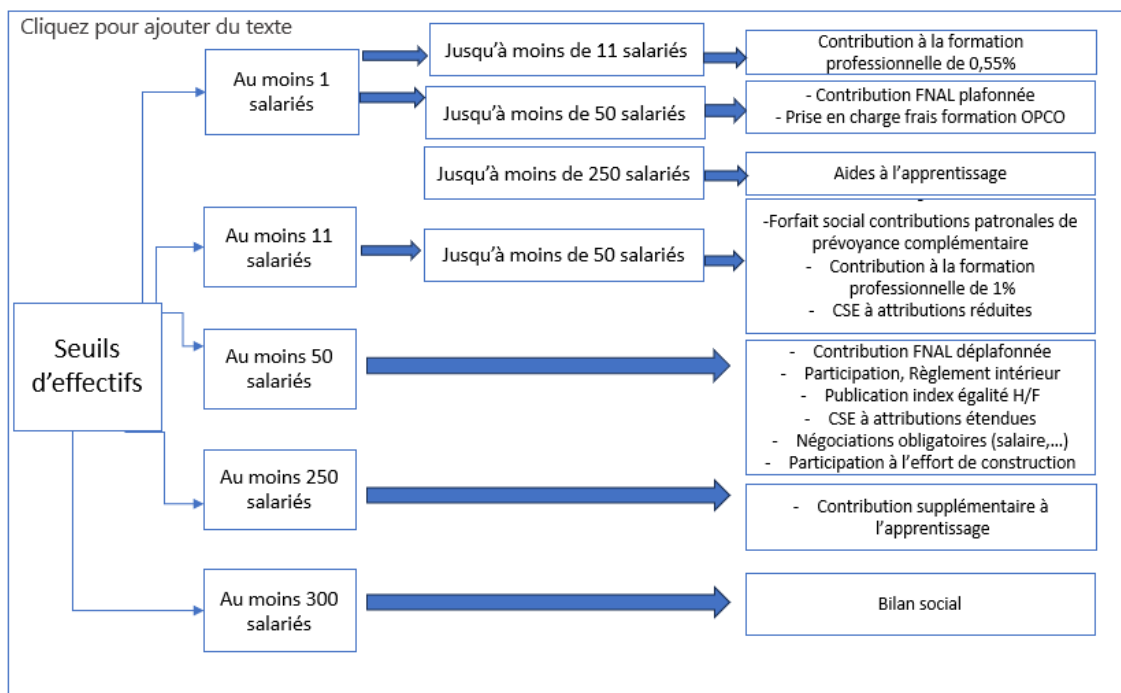 Cliquez pour ajouter du texte
Seuils
d’effectifs
Au moins 1
salariés
Jusqu’à moins de 11 salariés
Contribution à la formation
professionnelle de 0,55%
Jusqu’à moins de 50 salariés
- Contribution FNAL plafonnée
- Prise en charge frais formation OPCO
Jusqu’à moins de 250 salariés
Aides à l’apprentissage
Au moins 11
salariés
Jusqu’à moins de 50 salariés
-
-Forfait social contributions patronales de
prévoyance complémentaire
- Contribution à la formation
professionnelle de 1%
- CSE à attributions réduites
Au moins 50
salariés
- Contribution FNAL déplafonnée
- Participation, Règlement intérieur
- Publication index égalité H/F
- CSE à attributions étendues
- Négociations obligatoires (salaire,...)
- Participation à l’effort de construction
Au moins 250
salariés
- Contribution supplémentaire à
l’apprentissage
Au moins 300
salariés
Bilan social